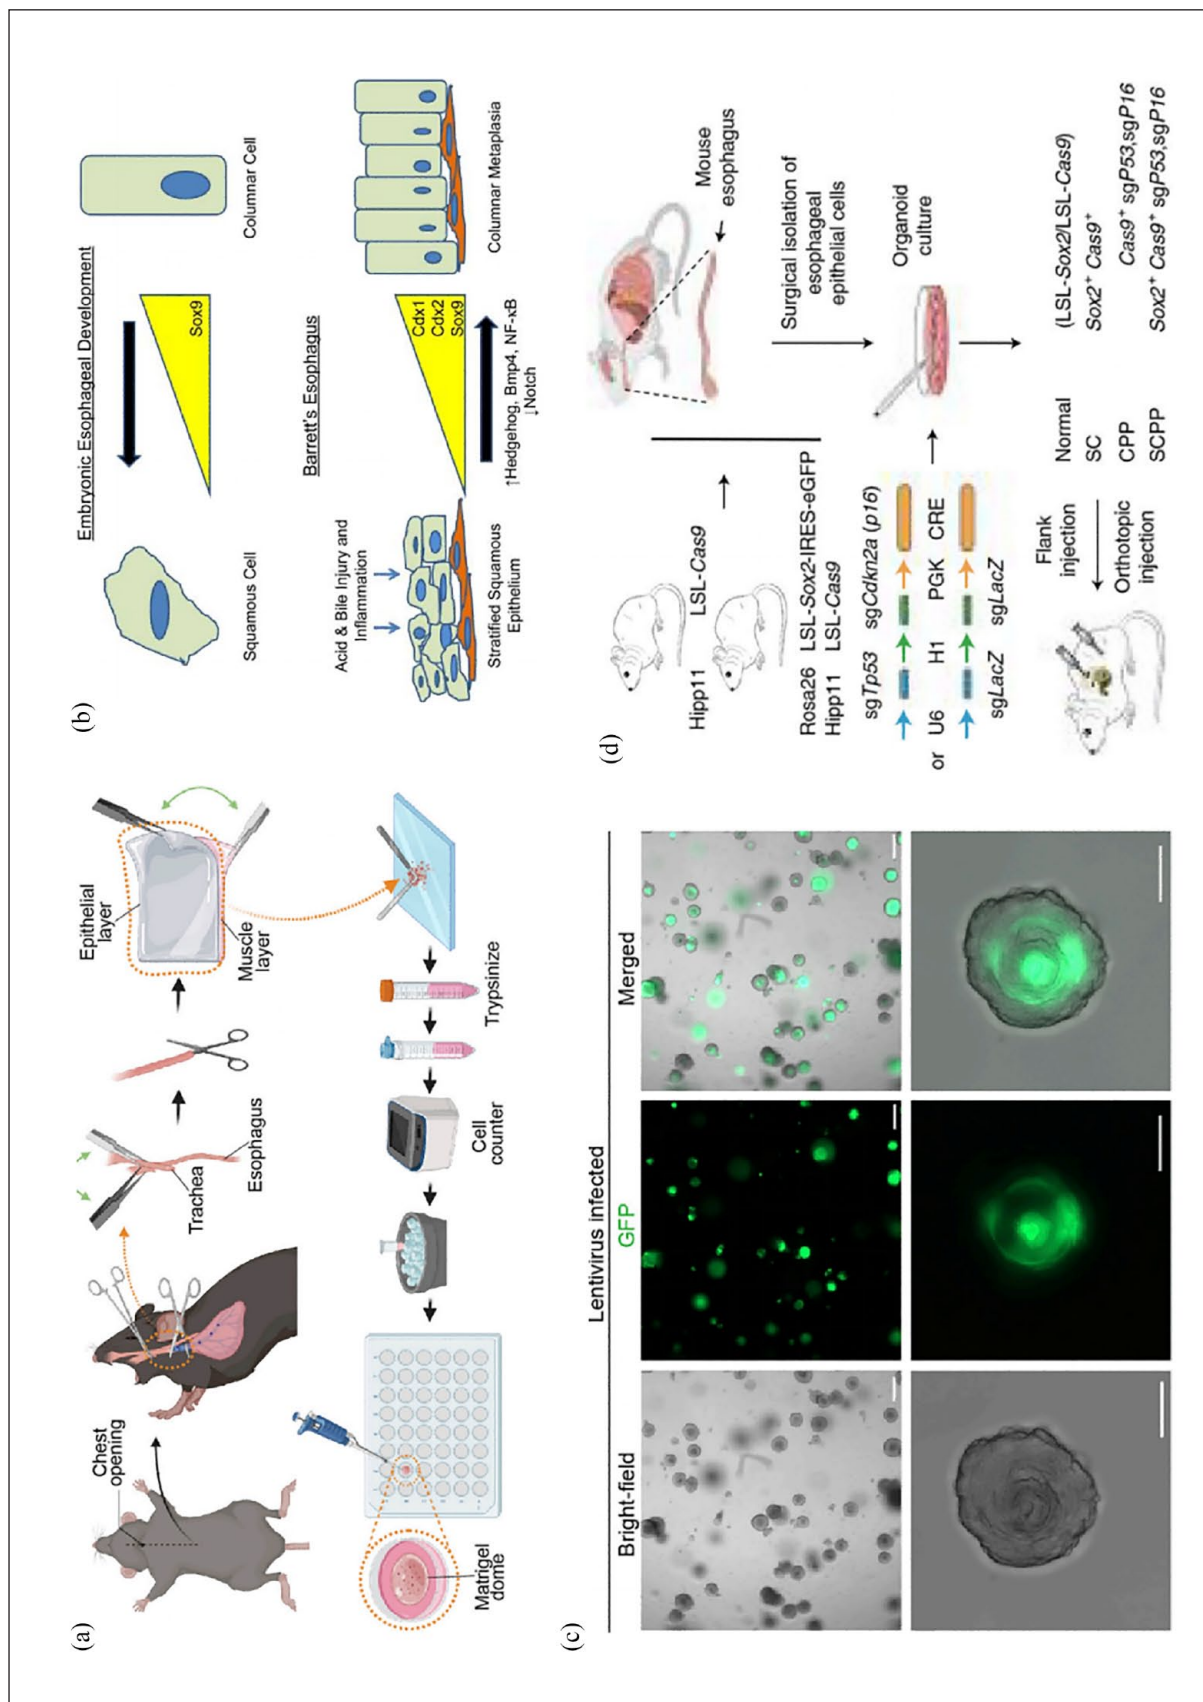 (a)
Chest
opening
Trachea
Esophagus
Epithelial
layer
Muscle
layer
Trypsinize
Cell
counter
Matrigel
dome
(b)
Embryonic Esophageal Development
Sox9
Squamous Cell
Columnar Cell
Barrett's Esophagus
Acid & Bile Injury and
Inflammation
Cdx1
Cdx2
Sox9
Stratified Squamous
Epithelium
↑Hedgehog, Bmp4, NF-κB
↓Notch
Columnar Metaplasia
(c)
Lentivirus infected
Bright-field
GFP
Merged
(d)
Hipp11 LSL-Cas9
Rosa26 LSL-Sox2-IRES-eGFP
Hipp11 LSL-Cas9
Mouse
esophagus
Surgical isolation of
esophageal
epithelial cells
sgTp53 sgCdkn2a (p16)
or U6 H1 PGK CRE
sgLacZ sgLacZ
Organoid
culture
Flank
injection
Orthotopic
injection
Normal (LSL-Sox2/LSL-Cas9)
SC Sox2+ Cas9+
CPP Cas9+ sgP53,sgP16
SCPP Sox2+ Cas9+ sgP53,sgP16